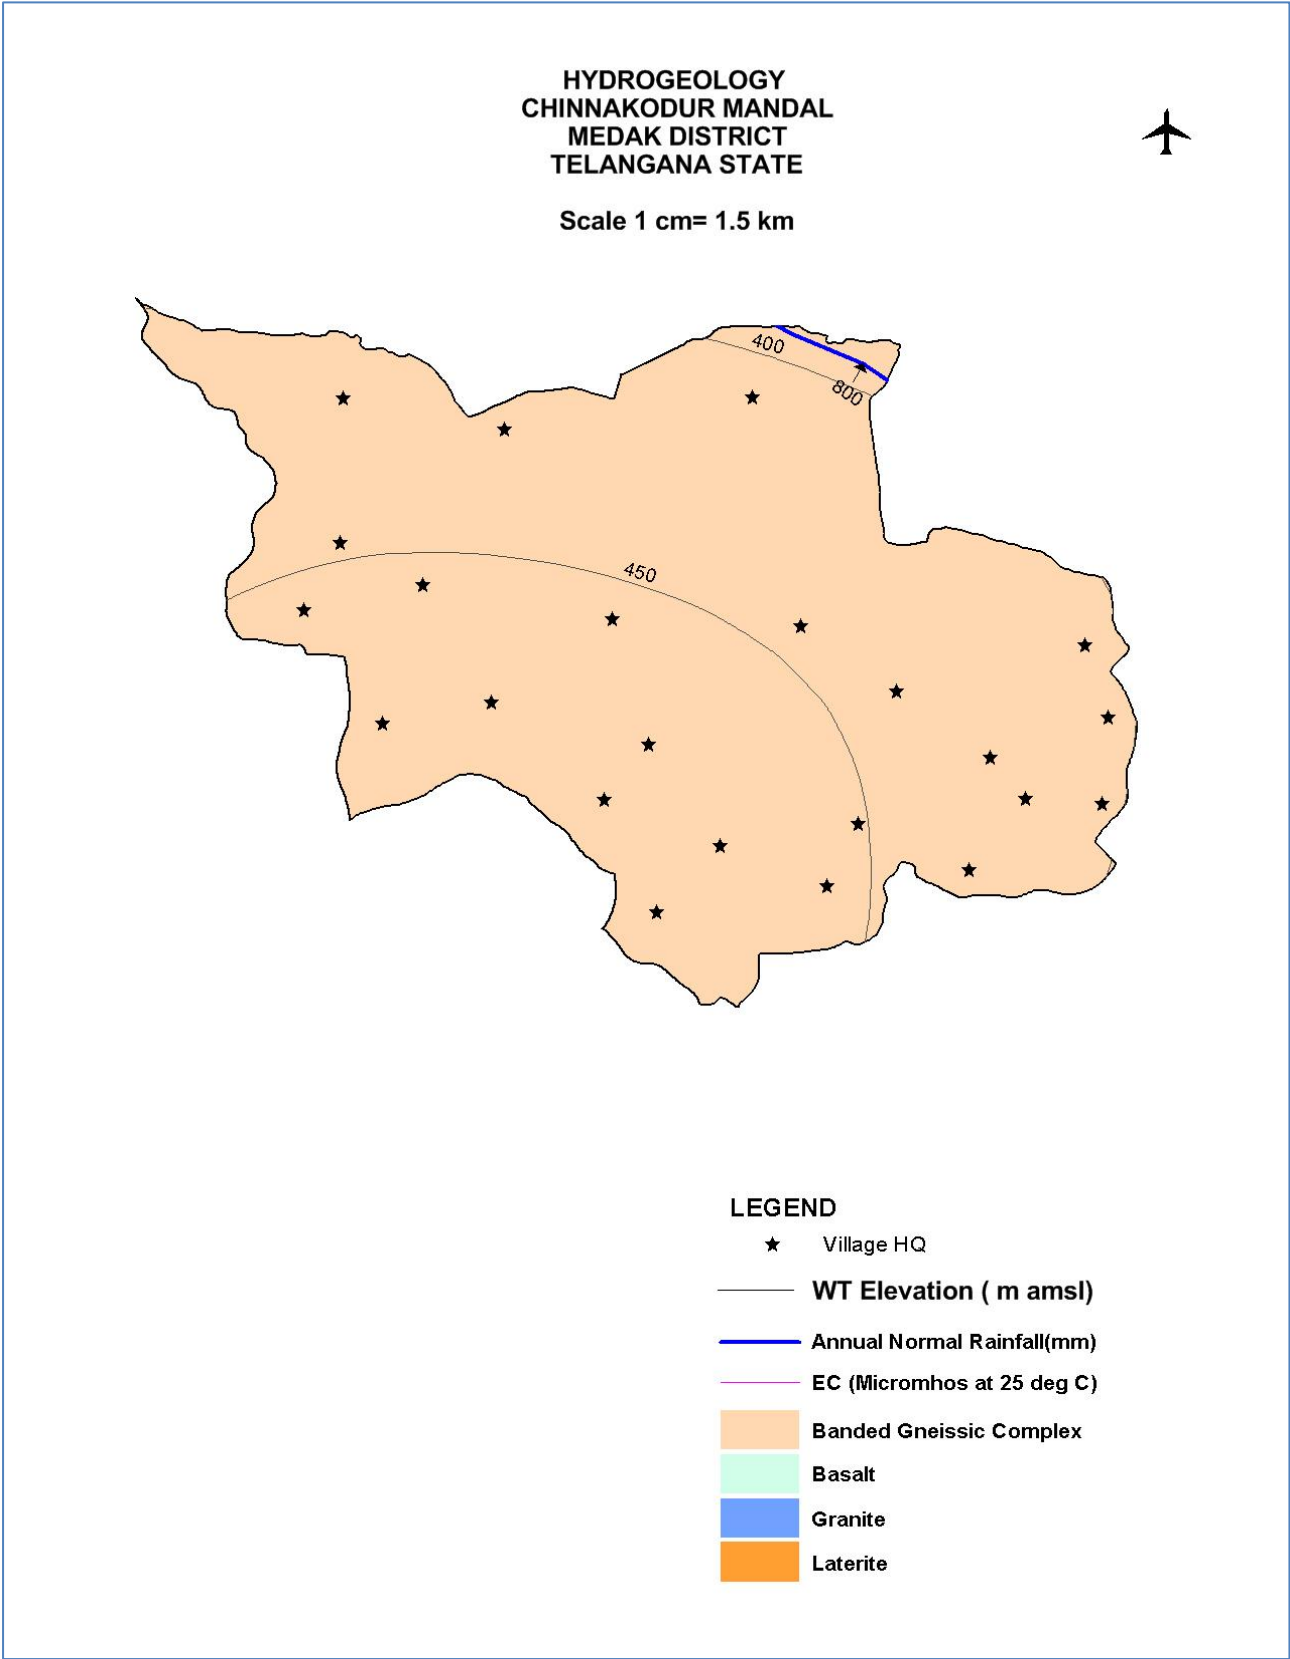 HYDROGEOLOGY
CHINNAKODUR MANDAL
MEDAK DISTRICT
TELANGANA STATE
Scale 1 cm= 1.5 km
400
800
450
LEGEND
Village HQ
WT Elevation ( m amsl)
Annual Normal Rainfall(mm)
EC (Micromhos at 25 deg C)
Banded Gneissic Complex
Basalt
Granite
Laterite